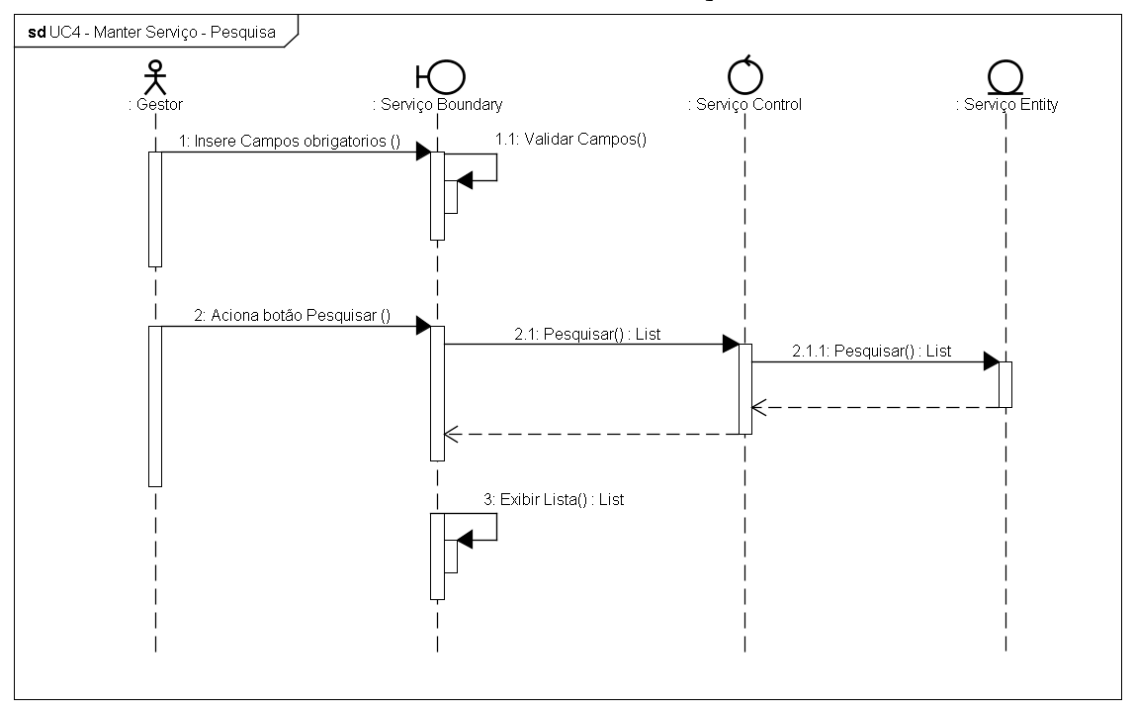 sd UC4 - Manter Serviço - Pesquisa
: Gestor
: Serviço Boundary
: Serviço Control
: Serviço Entity
1: Insere Campos obrigatorios ()
1.1: Validar Campos()
2: Aciona botão Pesquisar ()
2.1: Pesquisar() : List
2.1.1: Pesquisar() : List
3: Exibir Lista() : List